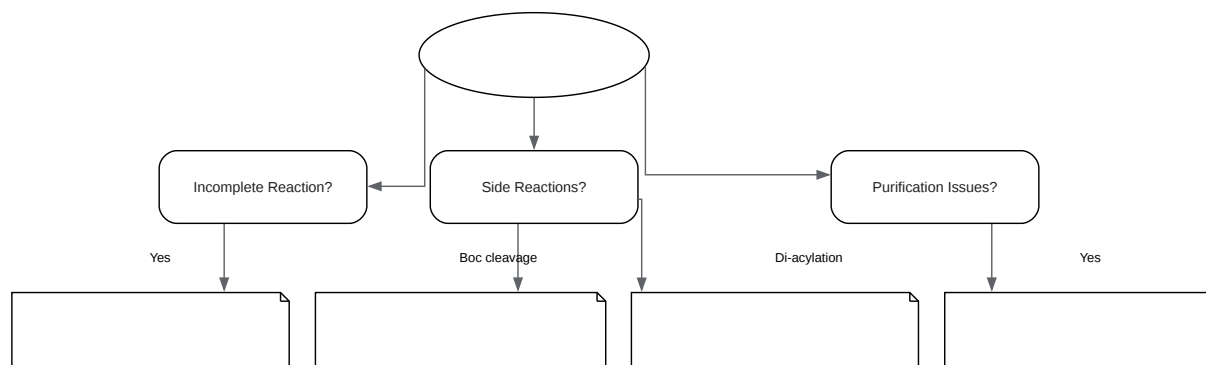 Incomplete Reaction?
Side Reactions?
Purification Issues?
Yes
Boc cleavage
Di-acylation
Yes